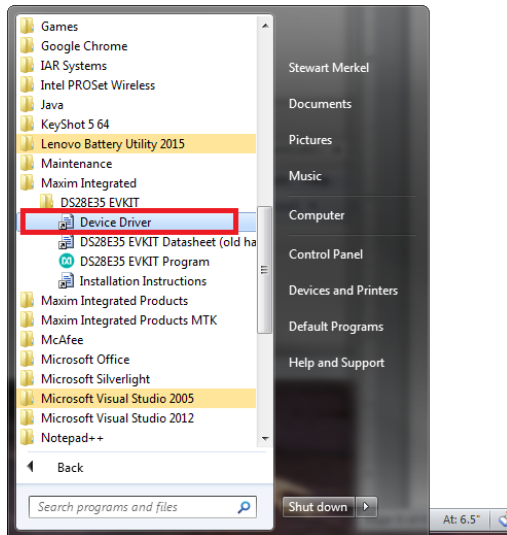 Games
Google Chrome
IAR Systems
Intel PROSet Wireless
Java
KeyShot 5 64
Lenovo Battery Utility 2015
Maintenance
Maxim Integrated
DS28E35 EVKIT
Device Driver
DS28E35 EVKIT Datasheet (old ha
DS28E35 EVKIT Program
Installation Instructions
Maxim Integrated Products
Maxim Integrated Products MTK
McAfee
Microsoft Office
Microsoft Silverlight
Microsoft Visual Studio 2005
Microsoft Visual Studio 2012
Notepad++
Back
Search programs and files
Stewart Merkel
Documents
Pictures
Music
Computer
Control Panel
Devices and Printers
Default Programs
Help and Support
Shut down
At: 6.5"